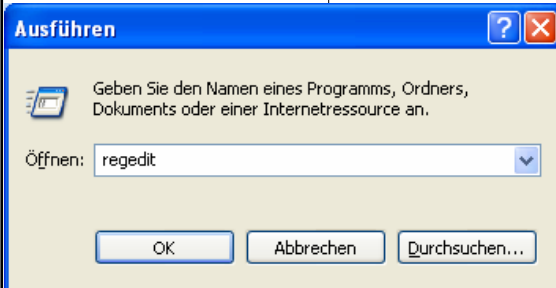 Ausführen
Geben Sie den Namen eines Programms, Ordners,
Dokuments oder einer Internetressource an.
Öffnen: regedit
OK Abbrechen Durchsuchen...